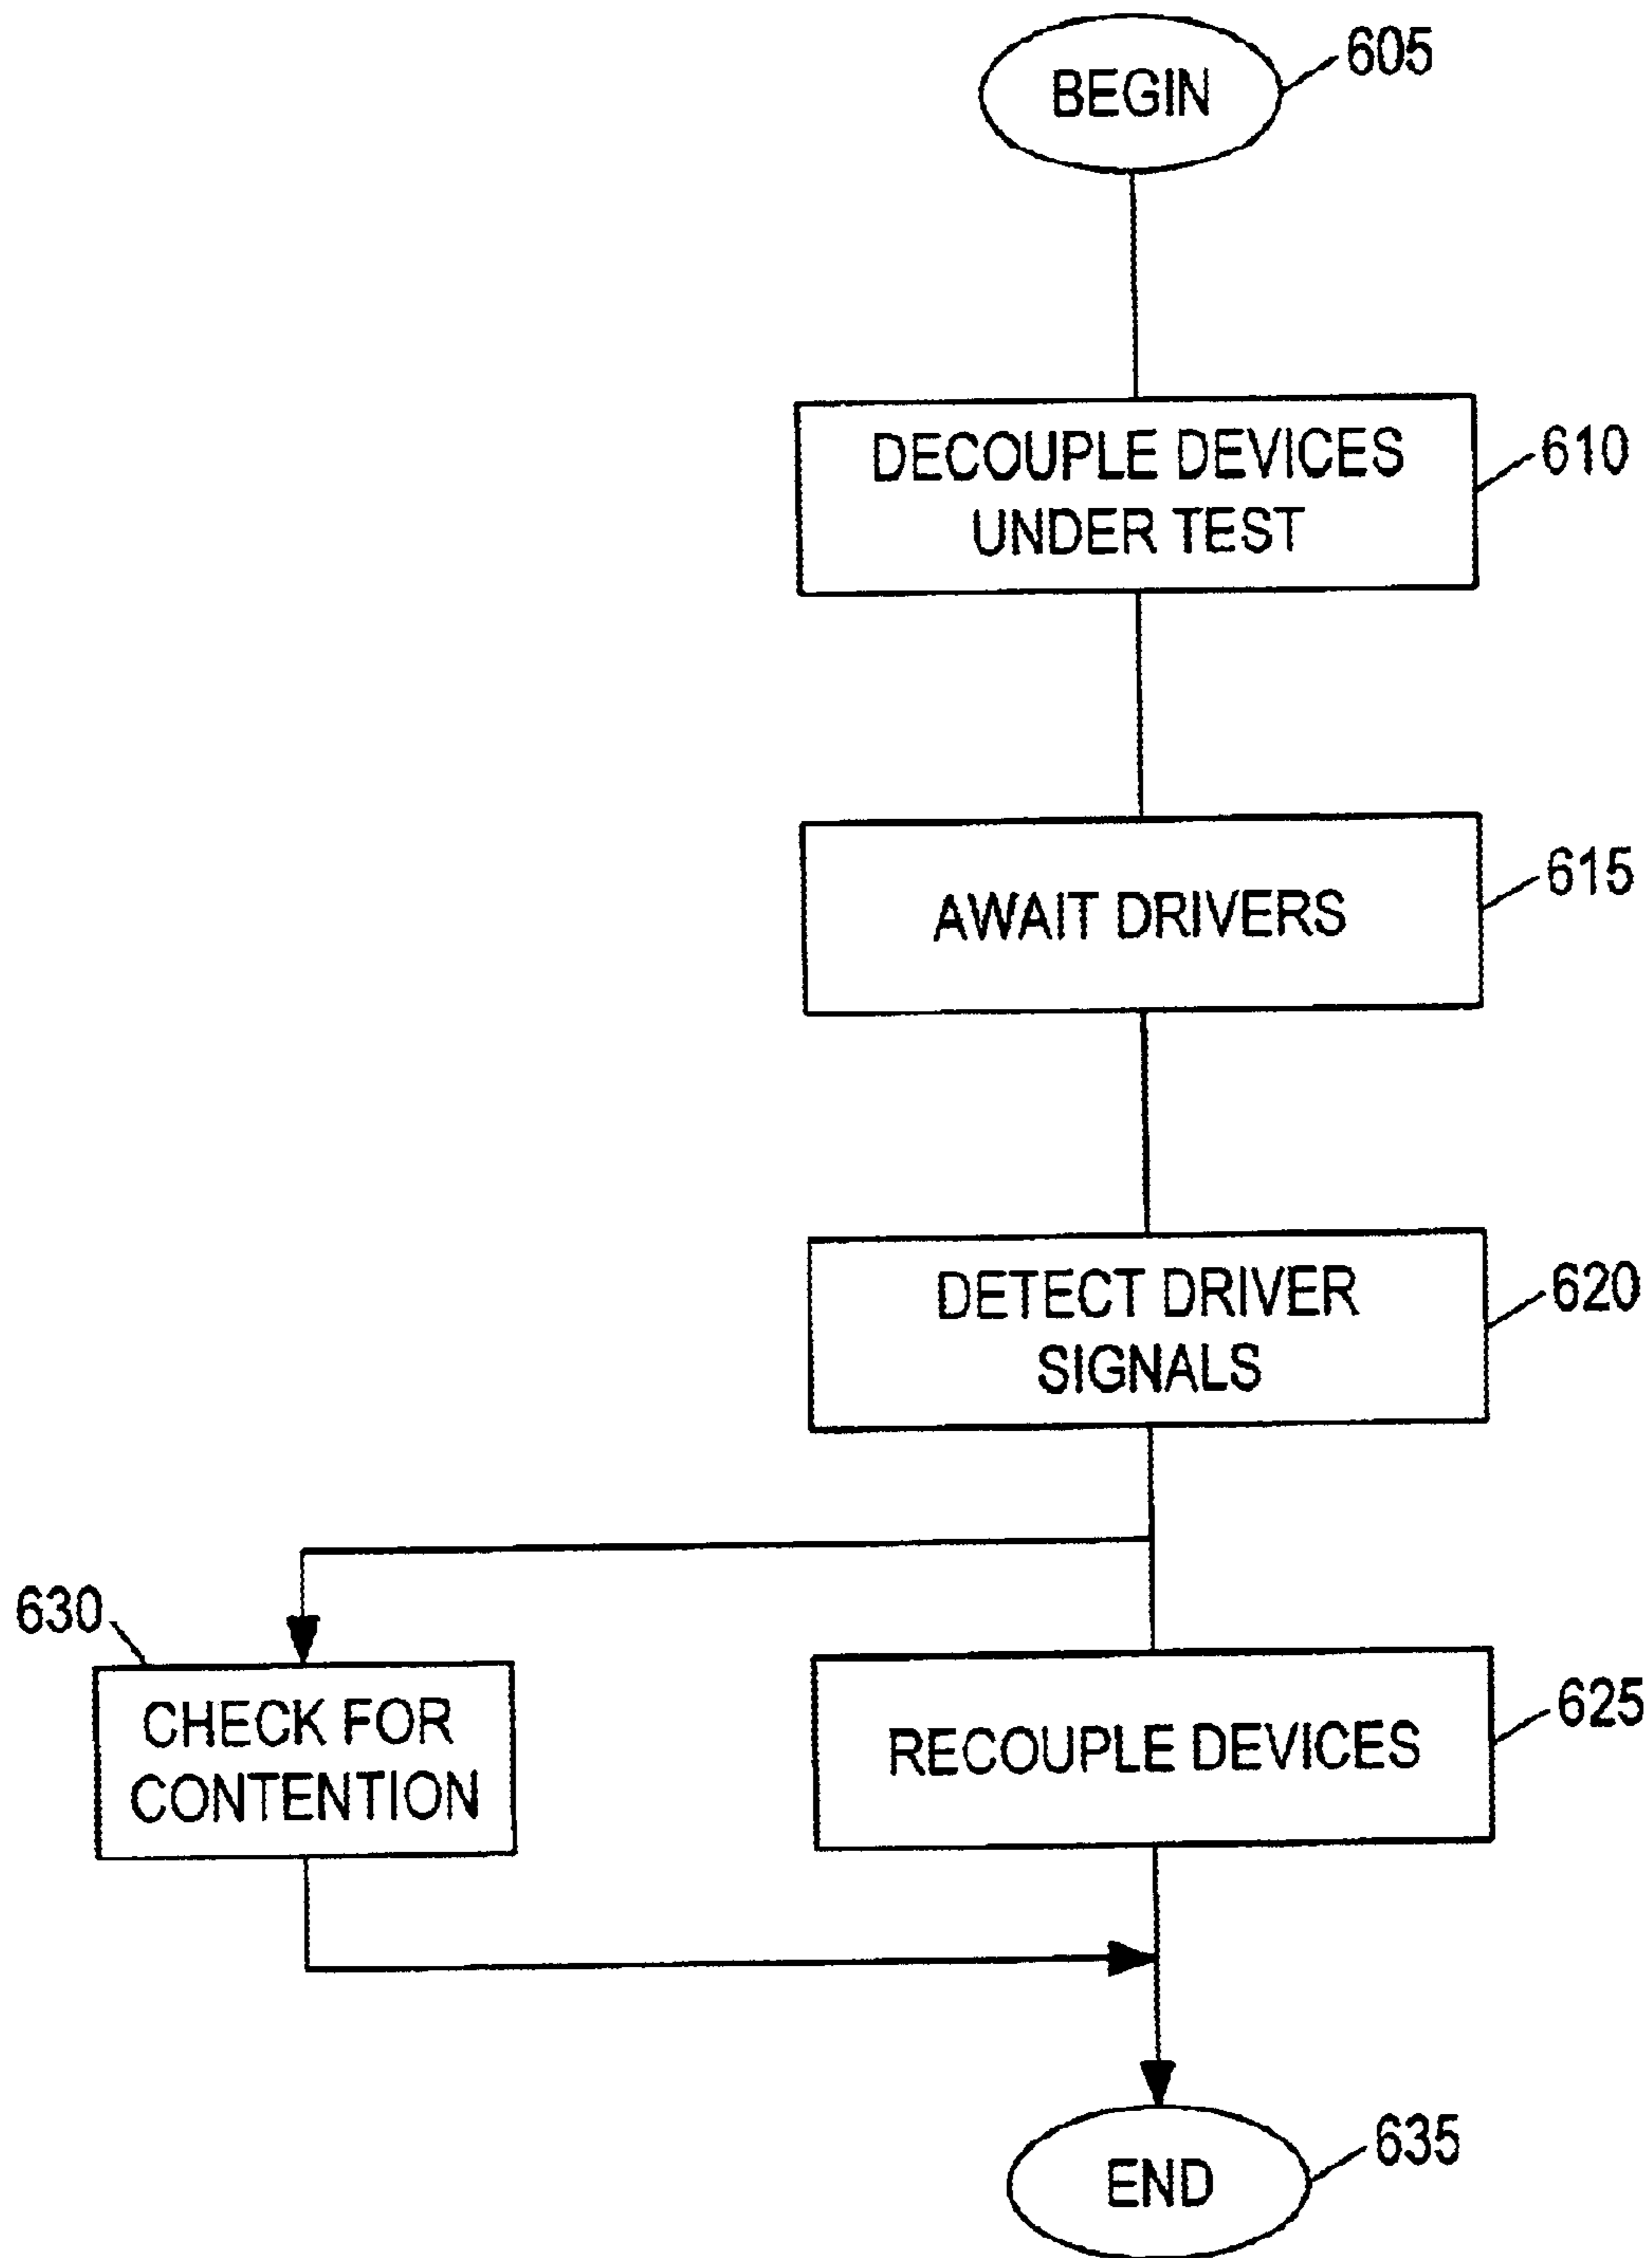 BEGIN
605
DECOUPLE DEVICES
UNDER TEST
610
AWAIT DRIVERS
615
DETECT DRIVER
SIGNALS
620
630
CHECK FOR
CONTENTION
RECOUPLE DEVICES
625
END
635